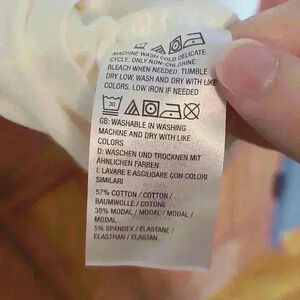 MACHINE WASH COLD DELICATE
CYCLE. ONLY NON-CHLORINE
BLEACH WHEN NEEDED. TUMBLE
DRY LOW. WASH AND DRY WITH LIKE
COLORS. LOW IRON IF NEEDED
30
GB: WASHABLE IN WASHING
MACHINE AND DRY WITH LIKE
COLORS
D: WASCHEN UND TROCKNEN MIT
ÄHNLICHEN FARBEN
I: LAVARE E ASCIUGARE CON COLORI
SIMILARI
57% COTTON / COTTON /
BAUMWOLLE / COTONE
38% MODAL / MODAL / MODAL /
MODAL
5% SPANDEX / ELASTANE /
ELASTHAN / ELASTAN